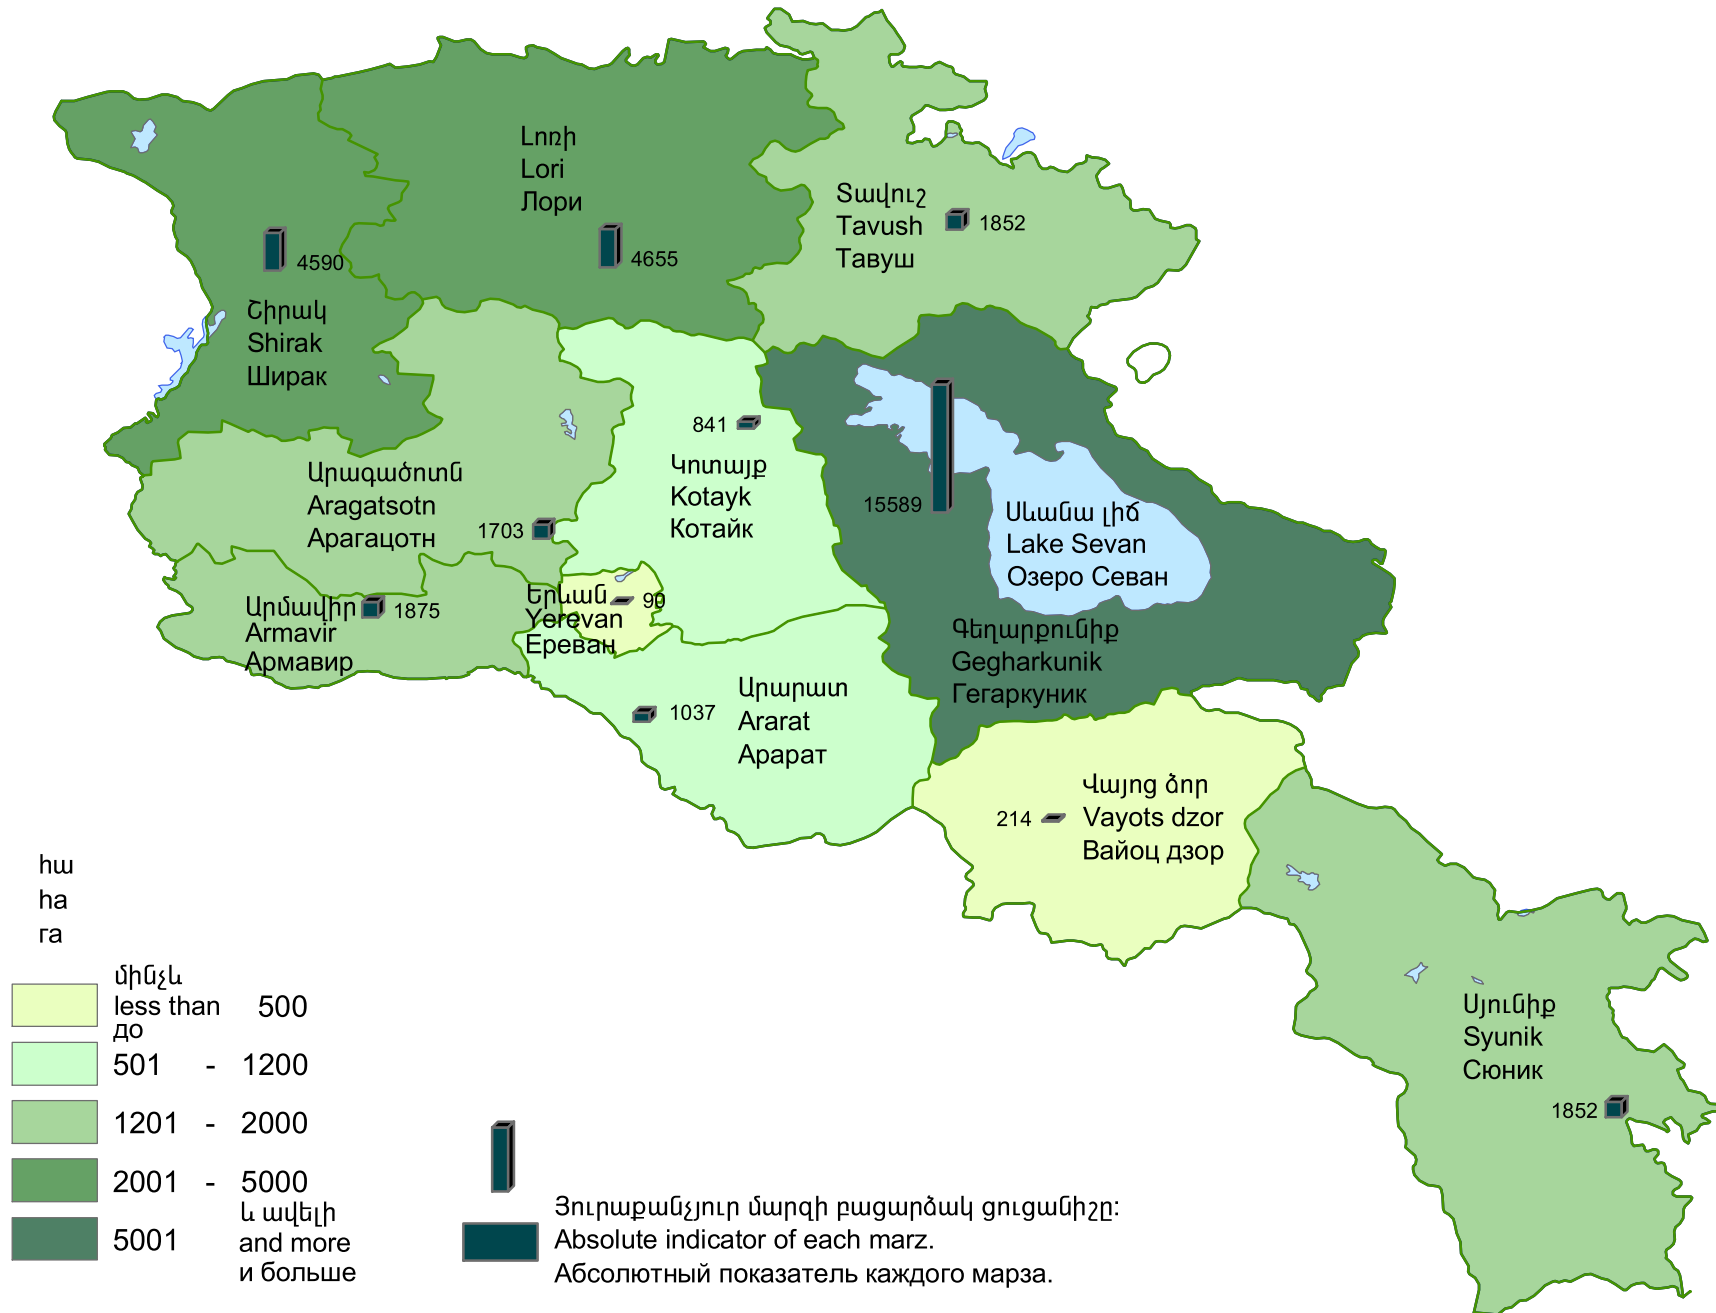 Լոռի
Lori
Лори
4655
Տավուշ
Tavush
Тавуш
1852
4590
Շիրակ
Shirak
Ширак
841
Կոտայք
Kotayk
Котайк
Արագածոտն
Aragatsotn
Арагацотн
1703
15589
Սևանա լիճ
Lake Sevan
Озеро Севан
Արմավիր
Armavir
Армавир
1875
Երևան
Yerevan
Ереван
90
Գեղարքունիք
Gegharkunik
Гегаркуник
Արարատ
Ararat
Арарат
1037
Վայոց ձոր
Vayots dzor
Вайоц дзор
214
Սյունիք
Syunik
Сюник
1852
հա
ha
га
մինչև
less than 500
до
501 - 1200
1201 - 2000
2001 - 5000
և ավելի
5001 and more
и больше
Յուրաքանչյուր մարզի բացարձակ ցուցանիշը:
Absolute indicator of each marz.
Абсолютный показатель каждого марза.